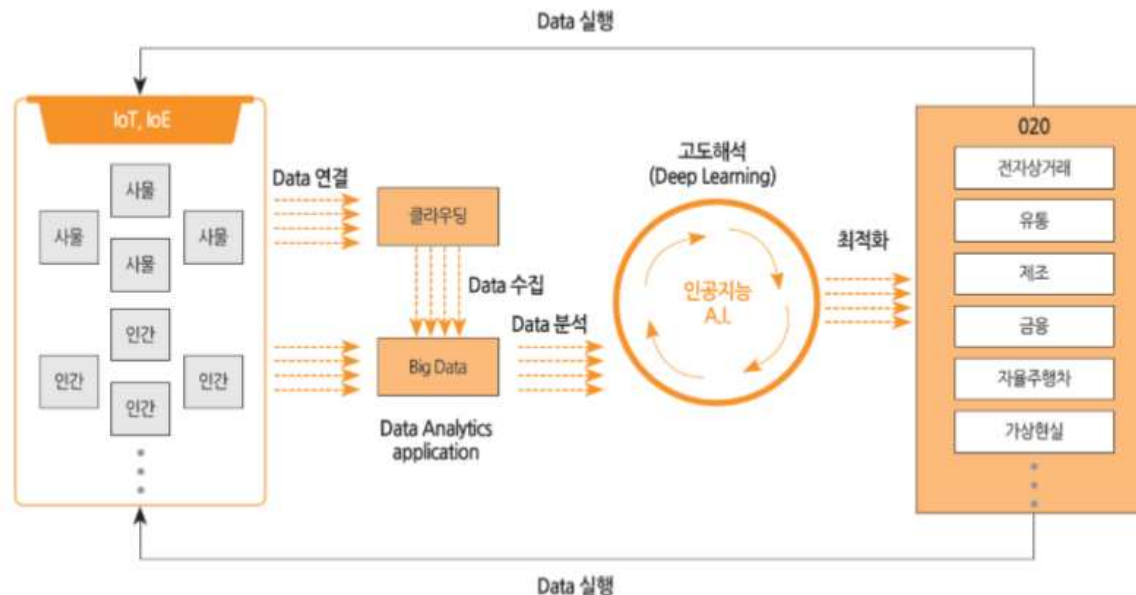 Data 실행
IoT, IoE
사물
사물
사물
사물
인간
인간
인간
인간
Data 연결
클라우딩
Data 수집
Big Data
Data Analytics
application
Data 분석
고도해석
(Deep Learning)
인공지능
A.I.
최적화
020
전자상거래
유통
제조
금융
자율주행차
가상현실
Data 실행